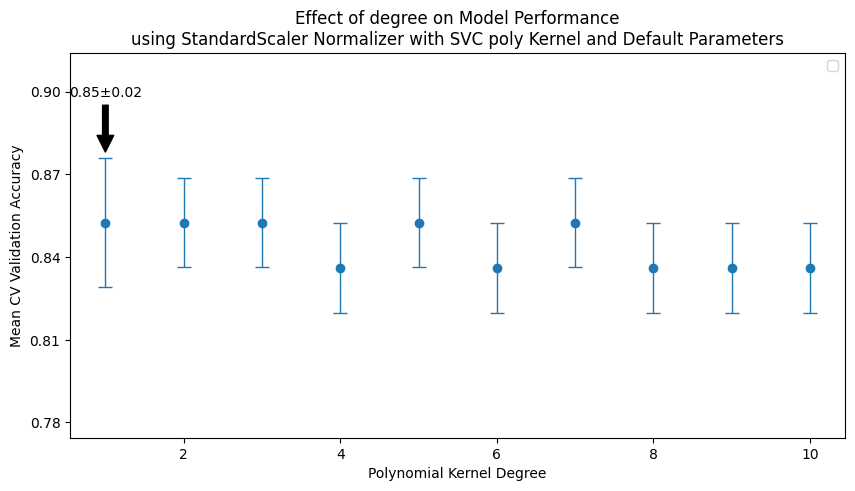 Effect of degree on Model Performance
using StandardScaler Normalizer with SVC poly Kernel and Default Parameters
0.85±0.02
0.90
0.87
0.84
0.81
0.78
Mean CV Validation Accuracy
2 4 6 8 10
Polynomial Kernel Degree